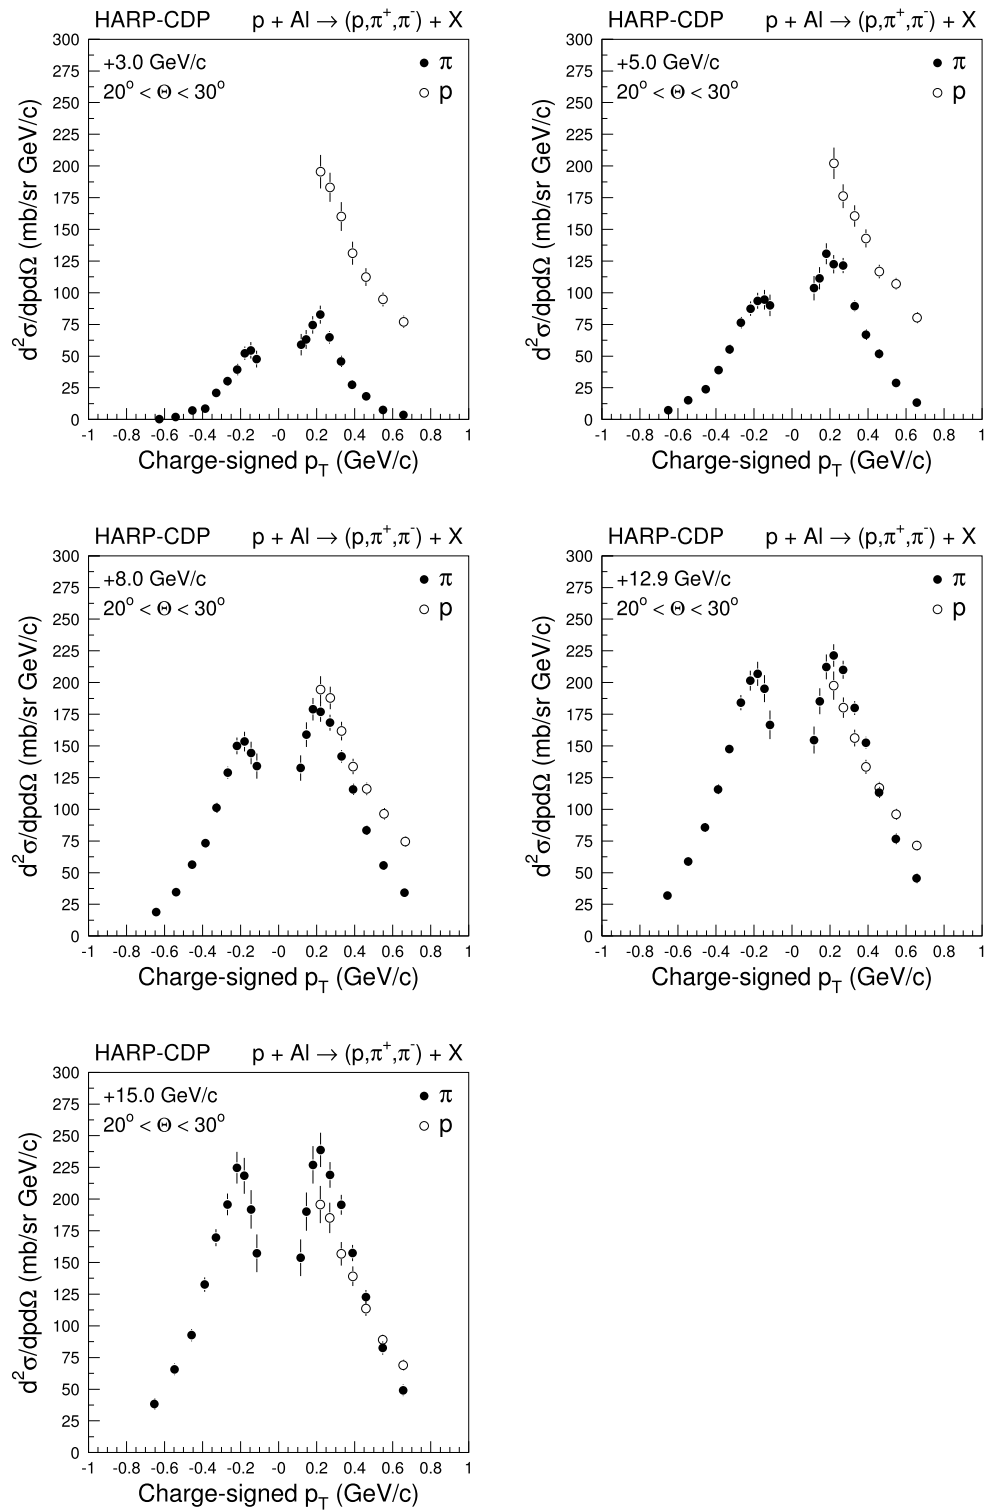 HARP-CDP p + Al → (p,π⁺,π⁻) + X
+3.0 GeV/c
20° < Θ < 30°
π
p
d²σ/dpdΩ (mb/sr GeV/c)
300
275
250
225
200
175
150
125
100
75
50
25
0
-1 -0.8 -0.6 -0.4 -0.2 -0 0.2 0.4 0.6 0.8 1
Charge-signed p_T (GeV/c)
HARP-CDP p + Al → (p,π⁺,π⁻) + X
+5.0 GeV/c
20° < Θ < 30°
π
p
d²σ/dpdΩ (mb/sr GeV/c)
300
275
250
225
200
175
150
125
100
75
50
25
0
-1 -0.8 -0.6 -0.4 -0.2 -0 0.2 0.4 0.6 0.8 1
Charge-signed p_T (GeV/c)
HARP-CDP p + Al → (p,π⁺,π⁻) + X
+8.0 GeV/c
20° < Θ < 30°
π
p
d²σ/dpdΩ (mb/sr GeV/c)
300
275
250
225
200
175
150
125
100
75
50
25
0
-1 -0.8 -0.6 -0.4 -0.2 -0 0.2 0.4 0.6 0.8 1
Charge-signed p_T (GeV/c)
HARP-CDP p + Al → (p,π⁺,π⁻) + X
+12.9 GeV/c
20° < Θ < 30°
π
p
d²σ/dpdΩ (mb/sr GeV/c)
300
275
250
225
200
175
150
125
100
75
50
25
0
-1 -0.8 -0.6 -0.4 -0.2 -0 0.2 0.4 0.6 0.8 1
Charge-signed p_T (GeV/c)
HARP-CDP p + Al → (p,π⁺,π⁻) + X
+15.0 GeV/c
20° < Θ < 30°
π
p
d²σ/dpdΩ (mb/sr GeV/c)
300
275
250
225
200
175
150
125
100
75
50
25
0
-1 -0.8 -0.6 -0.4 -0.2 -0 0.2 0.4 0.6 0.8 1
Charge-signed p_T (GeV/c)